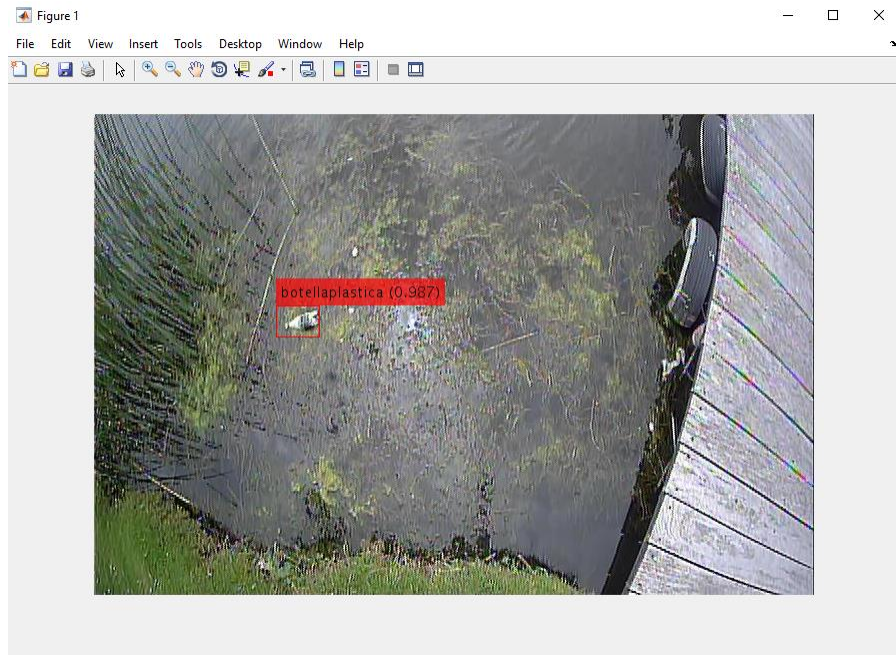 Figure 1
File Edit View Insert Tools Desktop Window Help
botellaplastica (0.987)